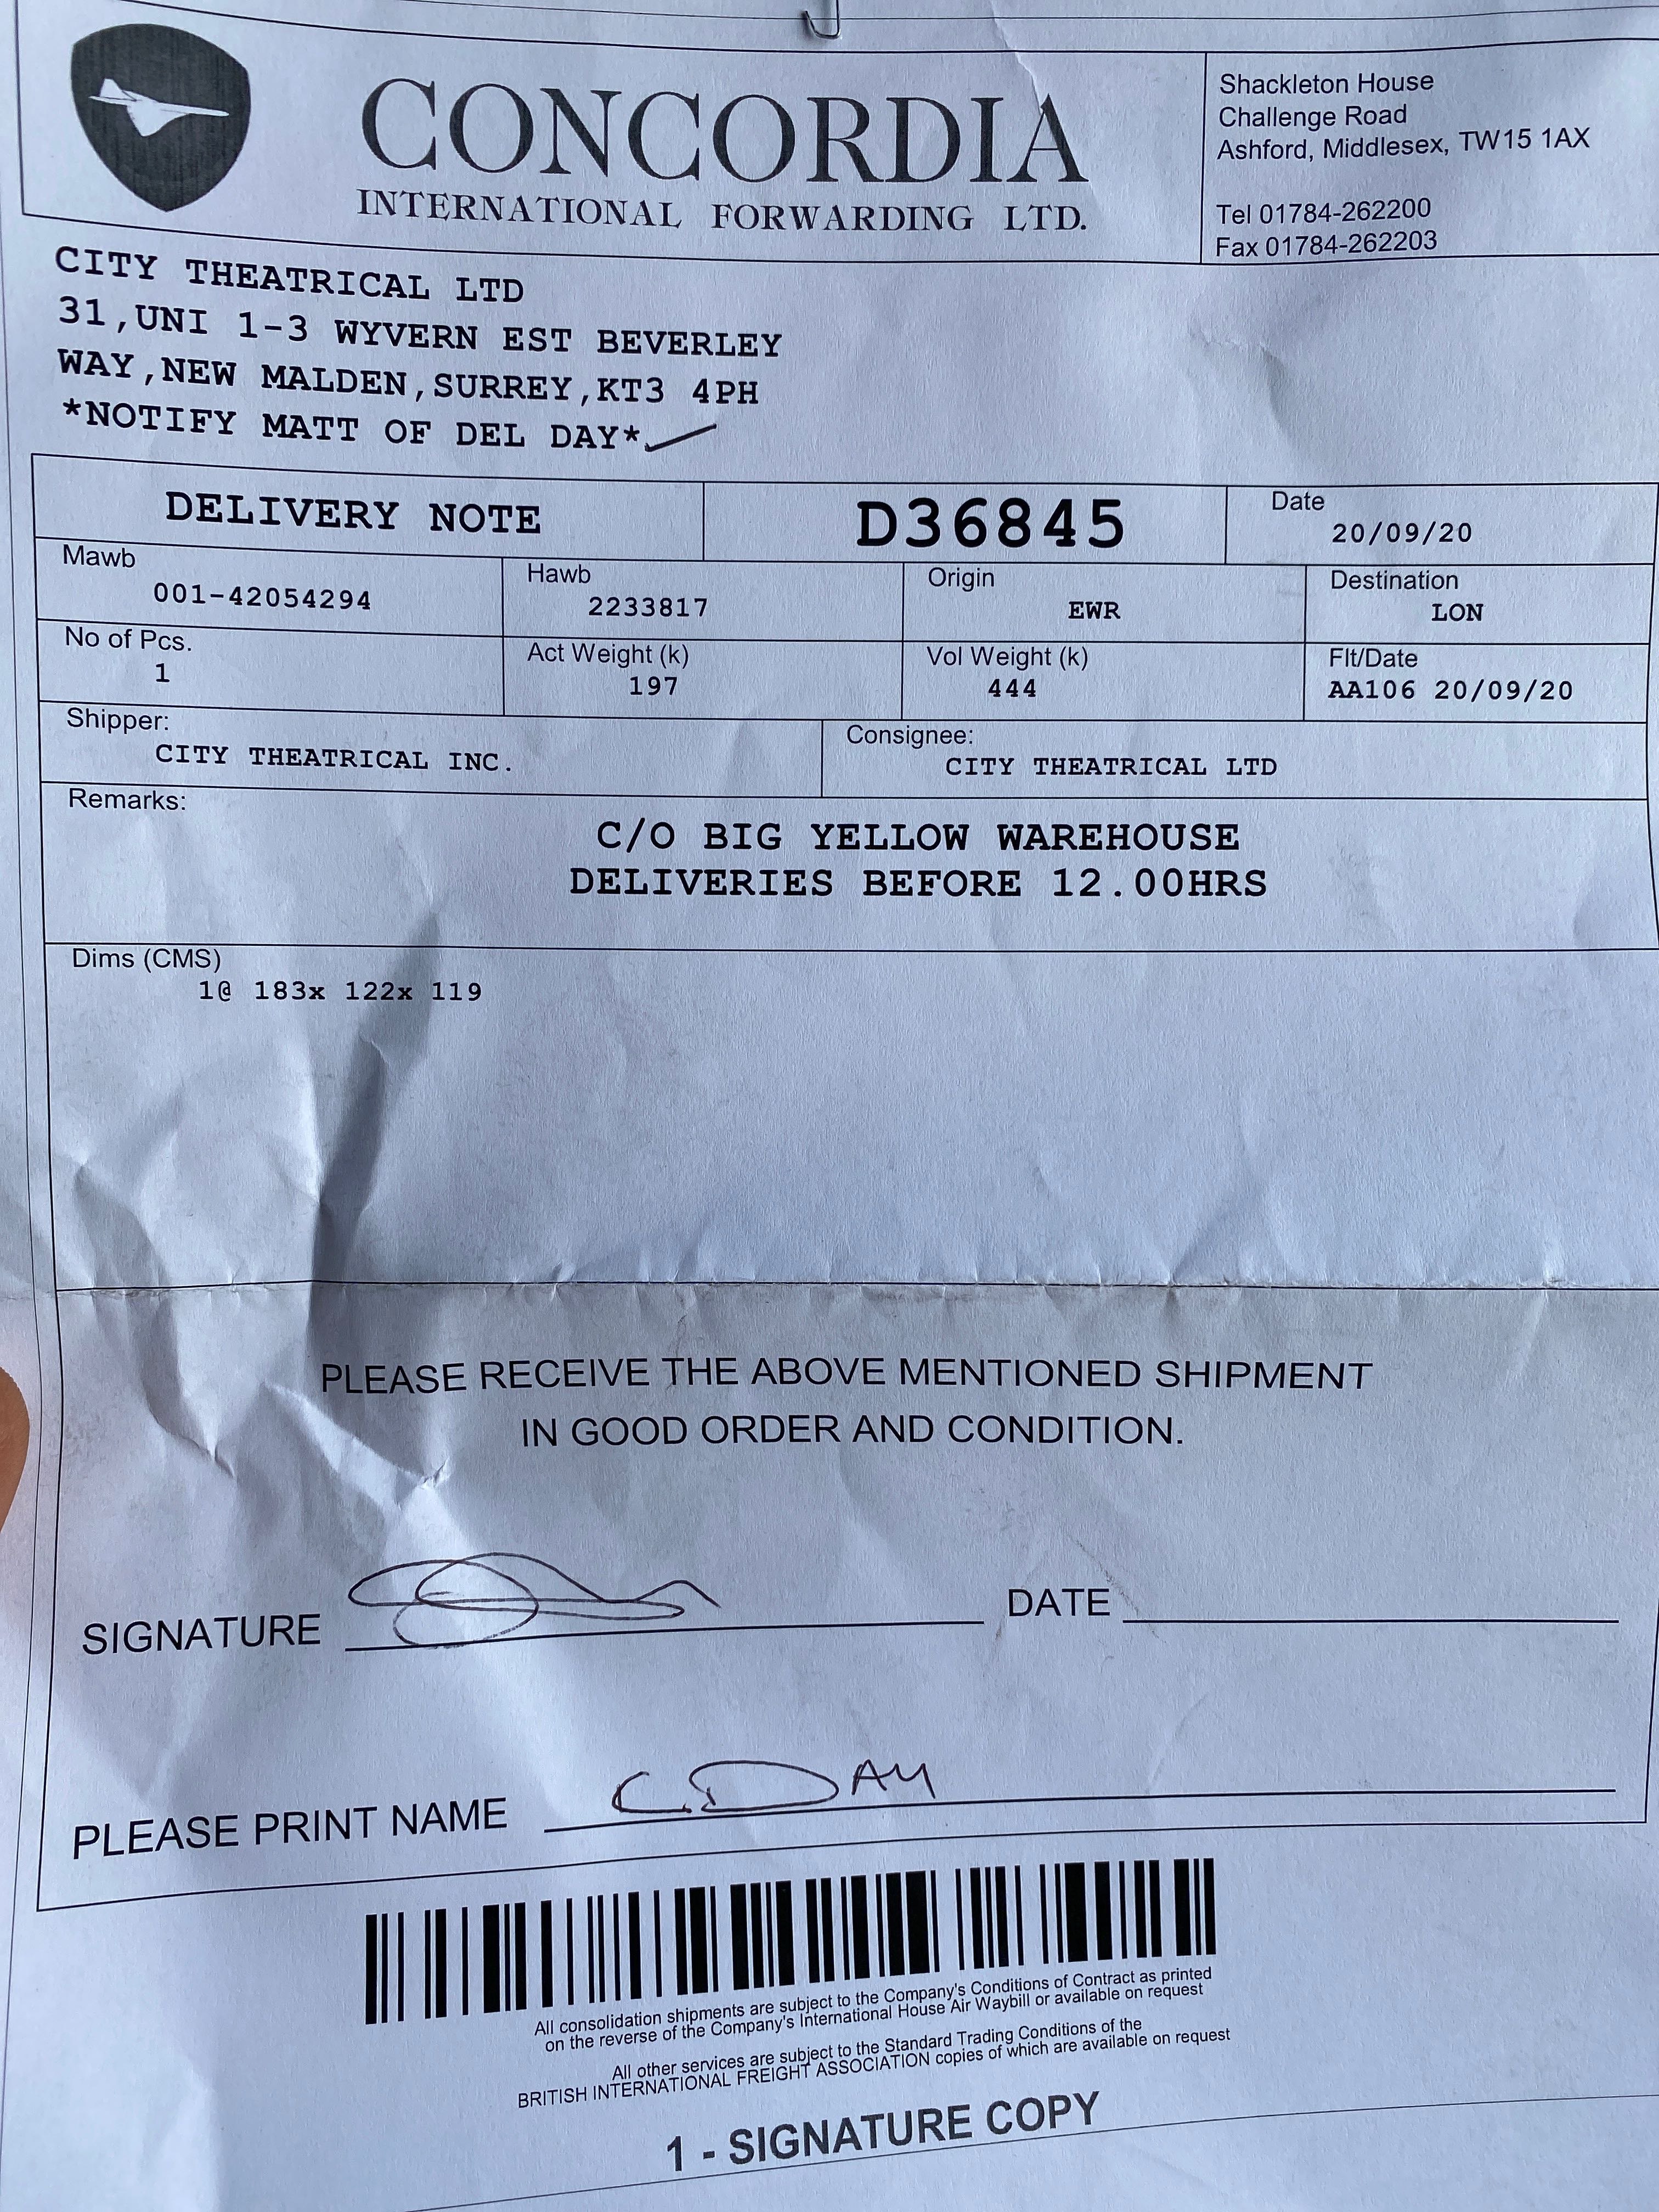 CONCORDIA
INTERNATIONAL FORWARDING LTD.
Shackleton House
Challenge Road
Ashford, Middlesex, TW15 1AX
Tel 01784-262200
Fax 01784-262203
CITY THEATRICAL LTD
31,UNI 1-3 WYVERN EST BEVERLEY
WAY,NEW MALDEN,SURREY,KT3 4PH
*NOTIFY MATT OF DEL DAY*
DELIVERY NOTE
D36845
Date
20/09/20
Mawb
001-42054294
Hawb
2233817
Origin
EWR
Destination
LON
No of Pcs.
1
Act Weight (k)
197
Vol Weight (k)
444
Flt/Date
AA106 20/09/20
Shipper:
CITY THEATRICAL INC.
Consignee:
CITY THEATRICAL LTD
Remarks:
C/O BIG YELLOW WAREHOUSE
DELIVERIES BEFORE 12.00HRS
Dims (CMS)
1@ 183x 122x 119
PLEASE RECEIVE THE ABOVE MENTIONED SHIPMENT
IN GOOD ORDER AND CONDITION.
SIGNATURE
DATE
PLEASE PRINT NAME C.DAY
All consolidation shipments are subject to the Company's Conditions of Contract as printed
on the reverse of the Company's International House Air Waybill or available on request
All other services are subject to the Standard Trading Conditions of the
BRITISH INTERNATIONAL FREIGHT ASSOCIATION copies of which are available on request
1 - SIGNATURE COPY